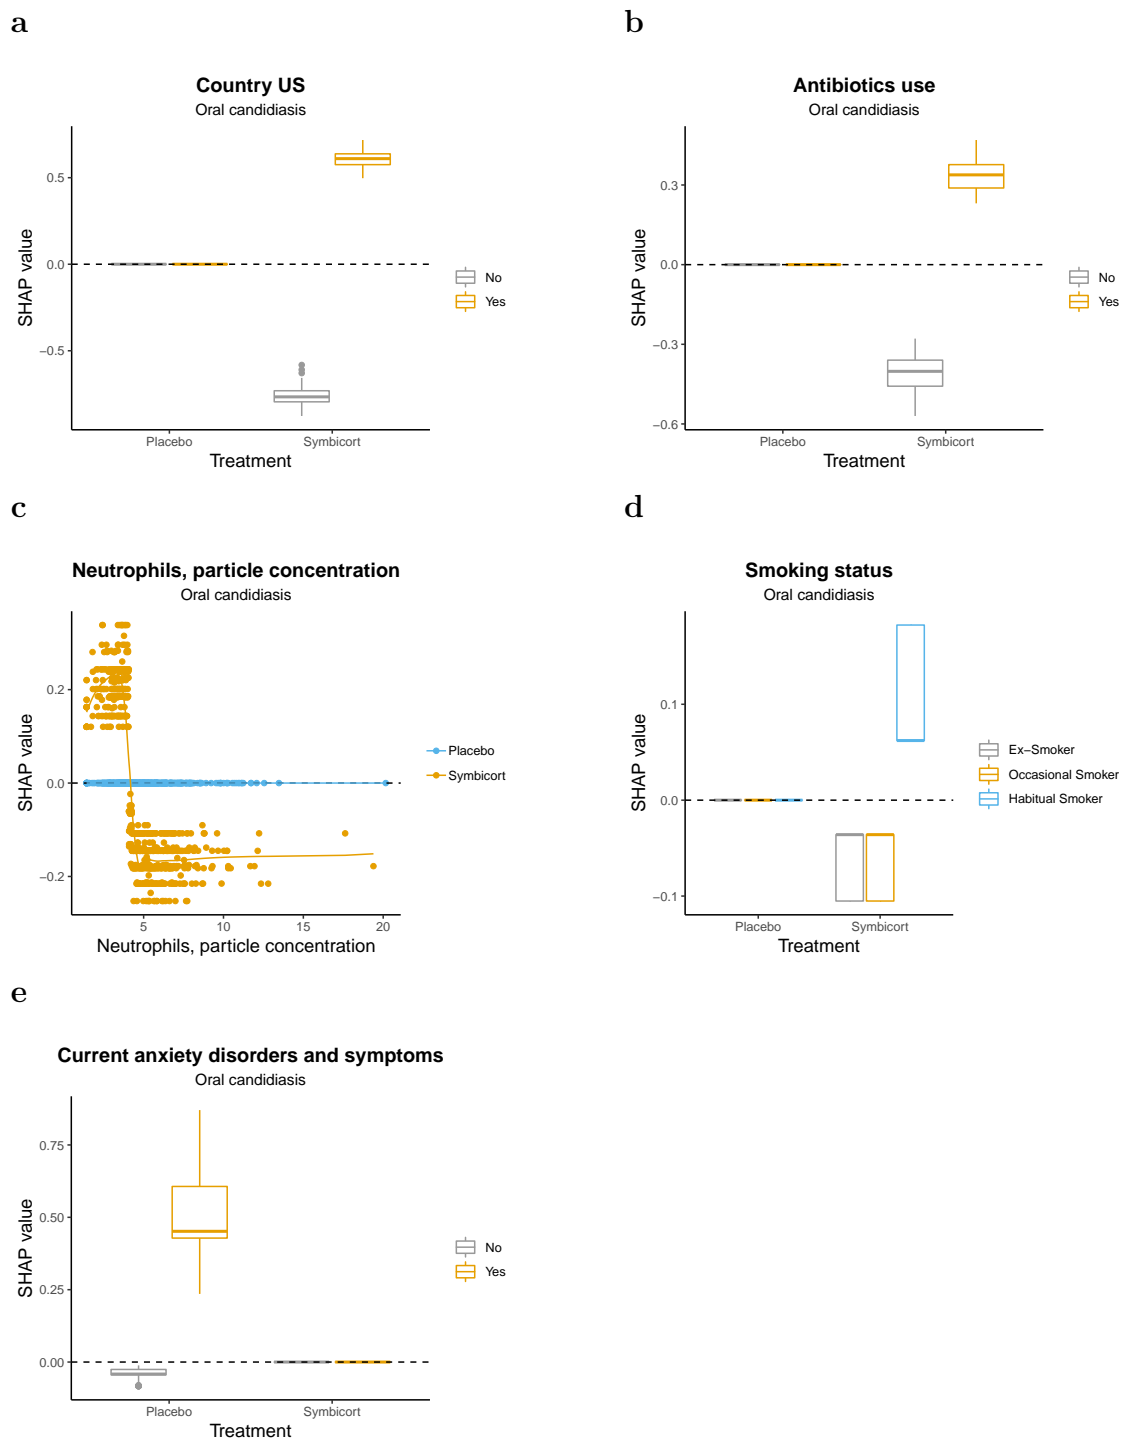 a
Country US
Oral candidiasis
SHAP value
0.5
0.0
−0.5
Placebo
Symbicort
Treatment
No
Yes
b
Antibiotics use
Oral candidiasis
SHAP value
0.3
0.0
−0.3
−0.6
Placebo
Symbicort
Treatment
No
Yes
c
Neutrophils, particle concentration
Oral candidiasis
SHAP value
0.2
0.0
−0.2
5
10
15
20
Neutrophils, particle concentration
Placebo
Symbicort
d
Smoking status
Oral candidiasis
SHAP value
0.1
0.0
−0.1
Placebo
Symbicort
Treatment
Ex−Smoker
Occasional Smoker
Habitual Smoker
e
Current anxiety disorders and symptoms
Oral candidiasis
SHAP value
0.75
0.50
0.25
0.00
Placebo
Symbicort
Treatment
No
Yes